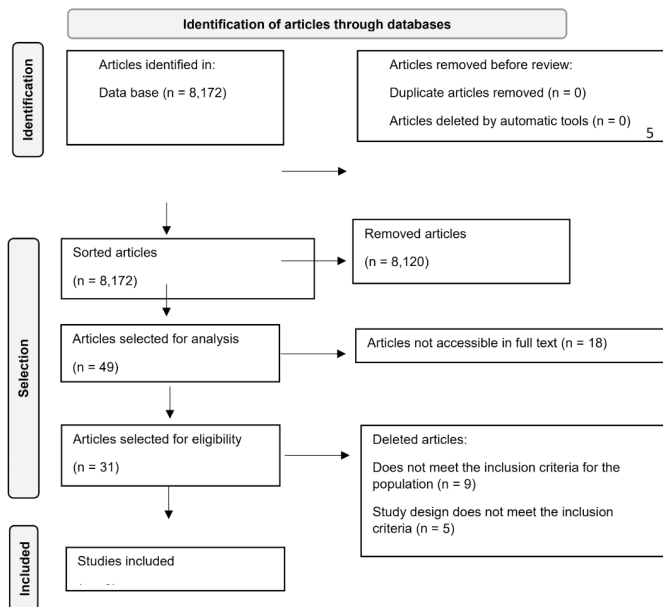 Identification of articles through databases
Identification
Articles identified in:
Data base (n = 8,172)
Articles removed before review:
Duplicate articles removed (n = 0)
Articles deleted by automatic tools (n = 0)
5
Selection
Sorted articles
(n = 8,172)
Removed articles
(n = 8,120)
Articles selected for analysis
(n = 49)
Articles not accessible in full text (n = 18)
Articles selected for eligibility
(n = 31)
Deleted articles:
Does not meet the inclusion criteria for the
population (n = 9)
Study design does not meet the inclusion
criteria (n = 5)
Included
Studies included